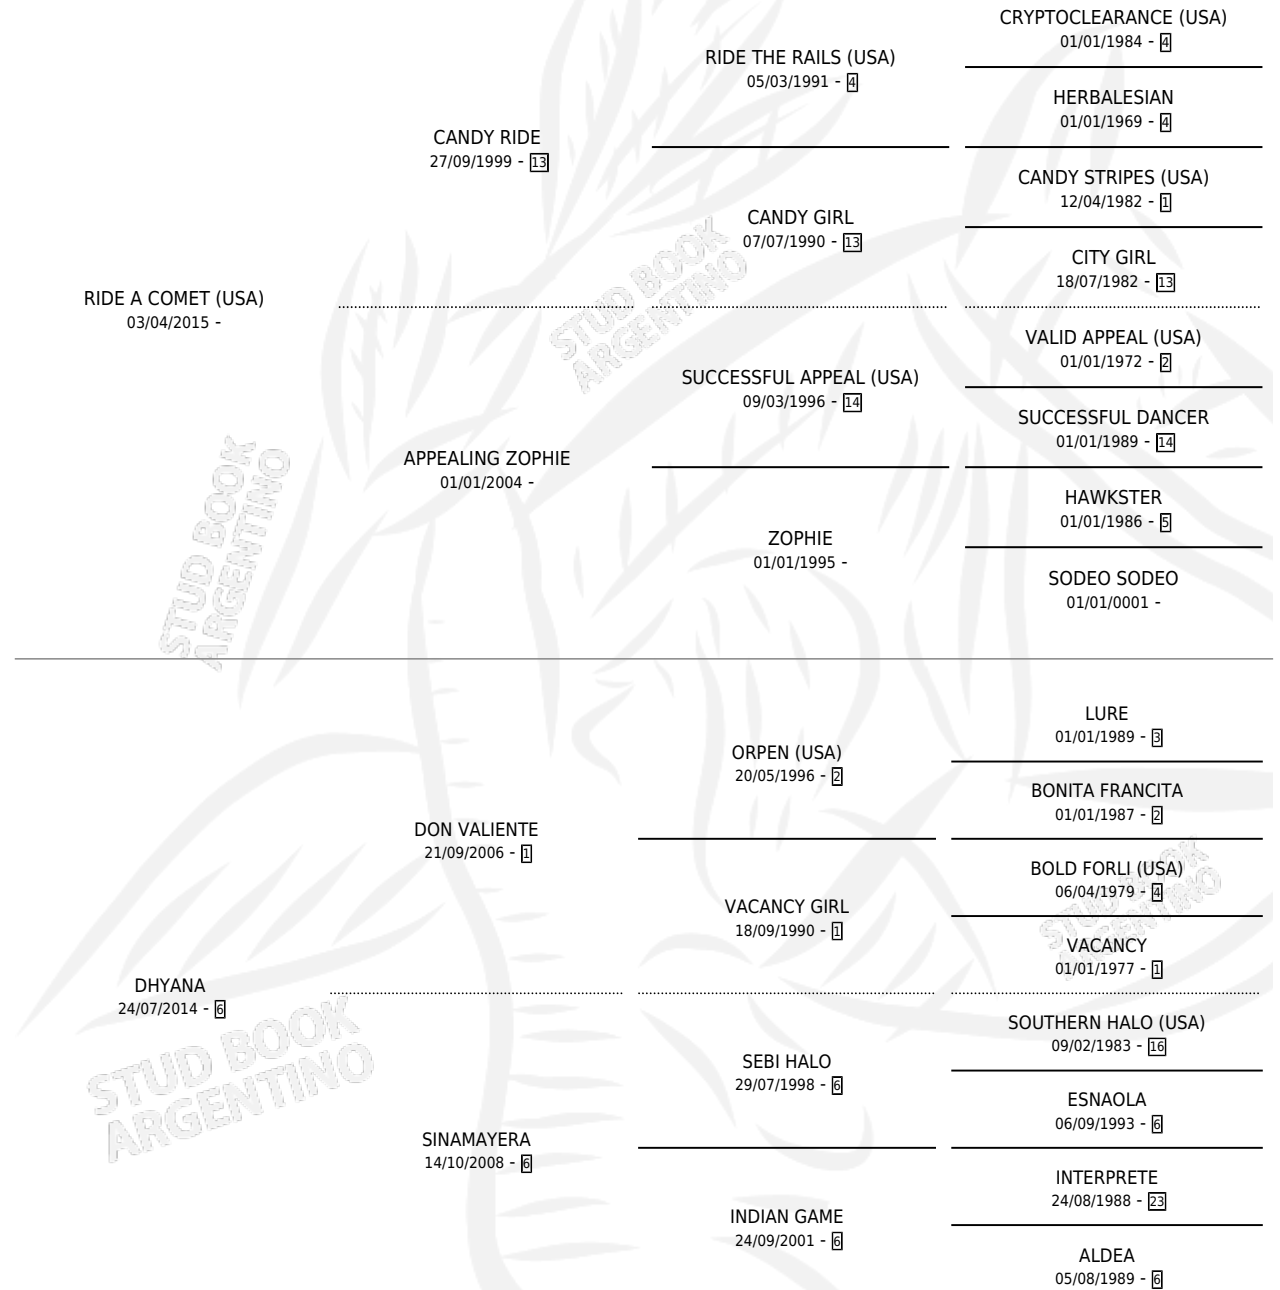 CRYPTOCLEARANCE (USA)
01/01/1984 - 4
RIDE THE RAILS (USA)
05/03/1991 - 4
HERBALESIAN
01/01/1969 - 4
CANDY RIDE
27/09/1999 - 13
CANDY STRIPES (USA)
12/04/1982 - 1
CANDY GIRL
07/07/1990 - 13
CITY GIRL
18/07/1982 - 13
RIDE A COMET (USA)
03/04/2015 -
VALID APPEAL (USA)
01/01/1972 - 2
SUCCESSFUL APPEAL (USA)
09/03/1996 - 14
SUCCESSFUL DANCER
01/01/1989 - 14
APPEALING ZOPHIE
01/01/2004 -
HAWKSTER
01/01/1986 - 5
ZOPHIE
01/01/1995 -
SODEO SODEO
01/01/0001 -
LURE
01/01/1989 - 3
ORPEN (USA)
20/05/1996 - 2
BONITA FRANCITA
01/01/1987 - 2
DON VALIENTE
21/09/2006 - 1
BOLD FORLI (USA)
06/04/1979 - 4
VACANCY GIRL
18/09/1990 - 1
VACANCY
01/01/1977 - 1
DHYANA
24/07/2014 - 6
SOUTHERN HALO (USA)
09/02/1983 - 16
SEBI HALO
29/07/1998 - 6
ESNAOLA
06/09/1993 - 6
SINAMAYERA
14/10/2008 - 6
INTERPRETE
24/08/1988 - 23
INDIAN GAME
24/09/2001 - 6
ALDEA
05/08/1989 - 6
STUD BOOK
ARGENTINO
STUD BOOK
ARGENTINO
STUD BOOK
ARGENTINO
STUD BOOK
ARGENTINO